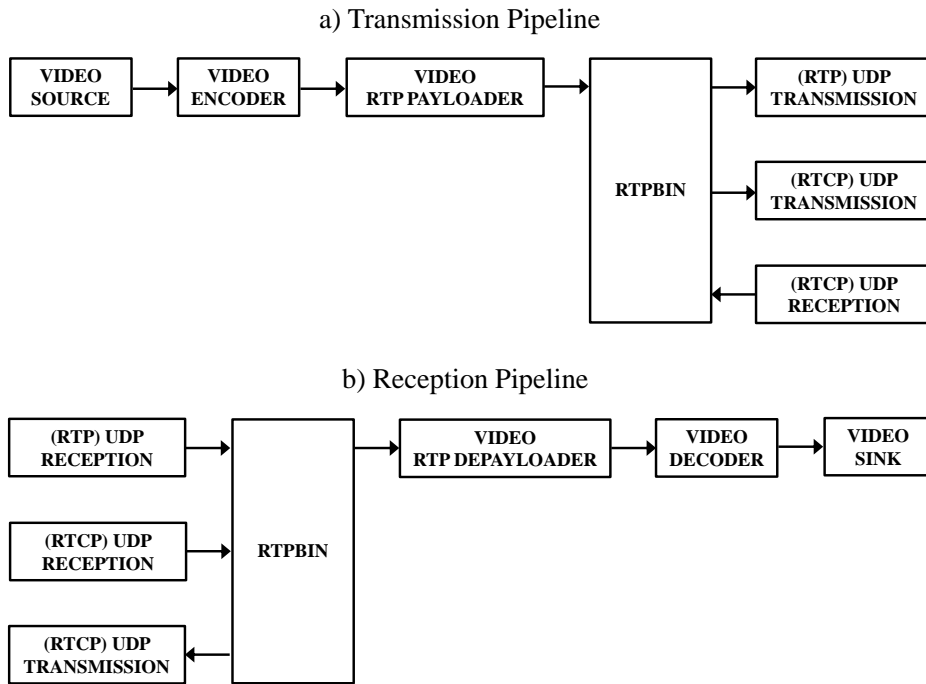 a) Transmission Pipeline
VIDEO
SOURCE
VIDEO
ENCODER
VIDEO
RTP PAYLOADER
RTPBIN
(RTP) UDP
TRANSMISSION
(RTCP) UDP
TRANSMISSION
(RTCP) UDP
RECEPTION
b) Reception Pipeline
(RTP) UDP
RECEPTION
(RTCP) UDP
RECEPTION
(RTCP) UDP
TRANSMISSION
RTPBIN
VIDEO
RTP DEPAYLOADER
VIDEO
DECODER
VIDEO
SINK